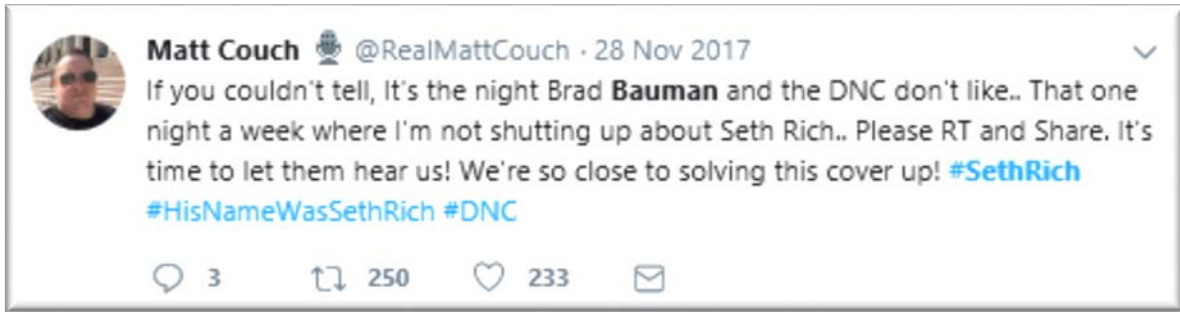 Matt Couch @RealMattCouch · 28 Nov 2017
If you couldn't tell, It's the night Brad Bauman and the DNC don't like.. That one
night a week where I'm not shutting up about Seth Rich.. Please RT and Share. It's
time to let them hear us! We're so close to solving this cover up! #SethRich
#HisNameWasSethRich #DNC
3 250 233